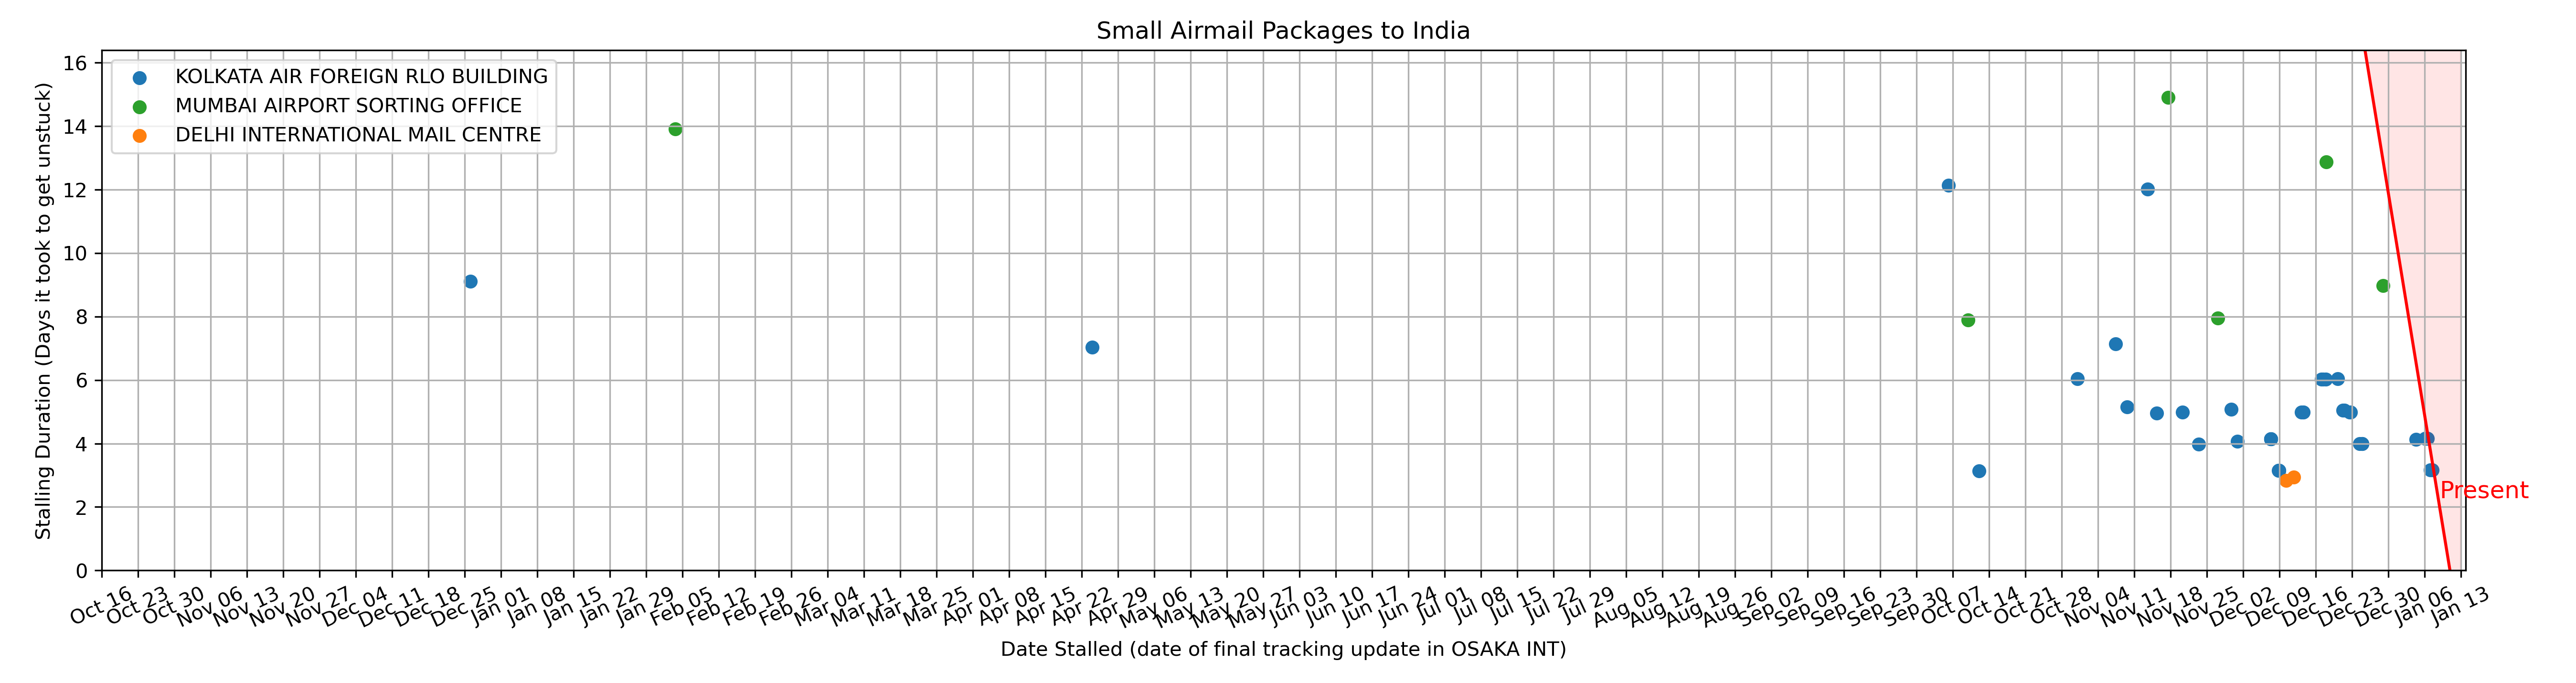 Small Airmail Packages to India
KOLKATA AIR FOREIGN RLO BUILDING
MUMBAI AIRPORT SORTING OFFICE
DELHI INTERNATIONAL MAIL CENTRE
Stalling Duration (Days it took to get unstuck)
16
14
12
10
8
6
4
2
0
Present
Oct 16
Oct 23
Oct 30
Nov 06
Nov 13
Nov 20
Nov 27
Dec 04
Dec 11
Dec 18
Dec 25
Jan 01
Jan 08
Jan 15
Jan 22
Jan 29
Feb 05
Feb 12
Feb 19
Feb 26
Mar 04
Mar 11
Mar 18
Mar 25
Apr 01
Apr 08
Apr 15
Apr 22
Apr 29
May 06
May 13
May 20
May 27
Jun 03
Jun 10
Jun 17
Jun 24
Jul 01
Jul 08
Jul 15
Jul 22
Jul 29
Aug 05
Aug 12
Aug 19
Aug 26
Sep 02
Sep 09
Sep 16
Sep 23
Sep 30
Oct 07
Oct 14
Oct 21
Oct 28
Nov 04
Nov 11
Nov 18
Nov 25
Dec 02
Dec 09
Dec 16
Dec 23
Dec 30
Jan 06
Jan 13
Date Stalled (date of final tracking update in OSAKA INT)